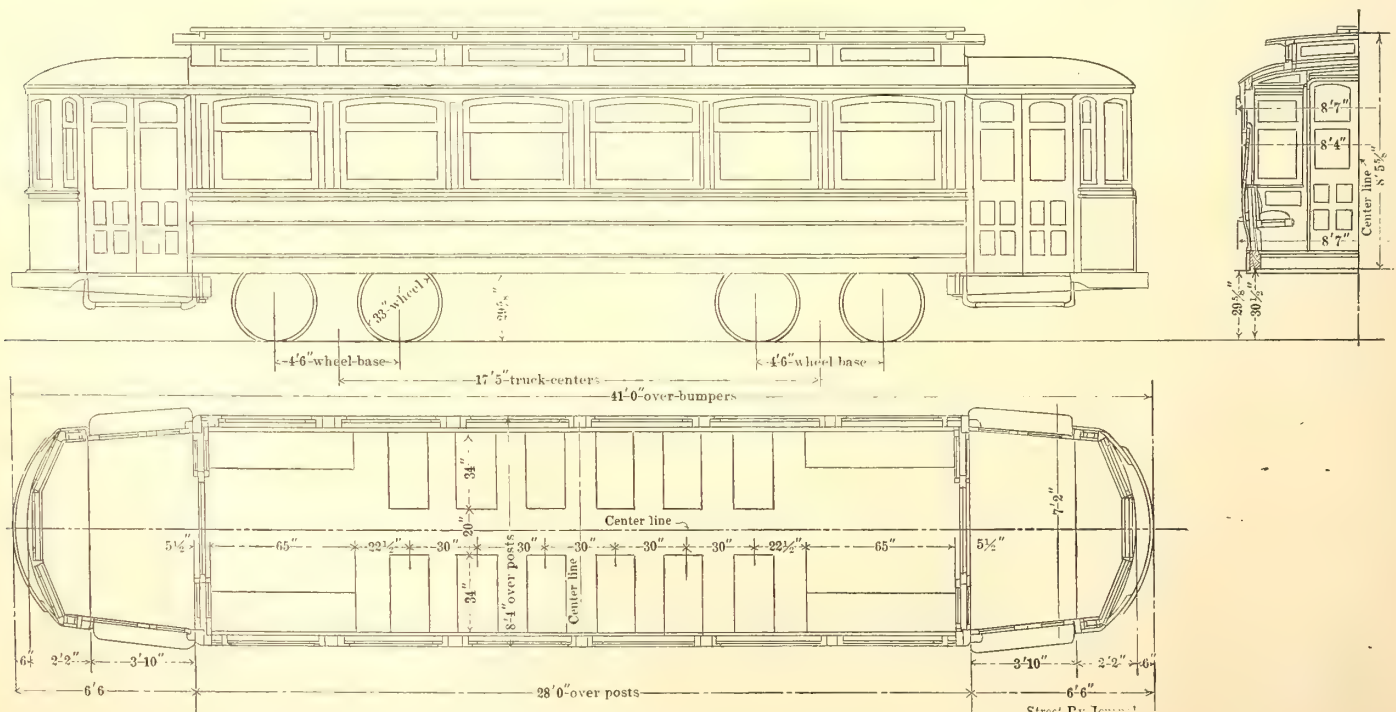 8'7"
8'4"
8'5⅝"
Center line
8'7"
29⅝"
30½"
33" wheel
29⅝"
4'6" wheel base
4'6" wheel base
17'5" truck centers
41'0" over bumpers
34"
20"
34"
8'4" over posts
Center line
Center line
7'2"
5½"
65"
22½"
30"
30"
30"
30"
30"
22½"
65"
5½"
6"
2'2"
3'10"
3'10"
2'2"
6"
6'6
28'0" over posts
6'6"
Street Ry. Journal